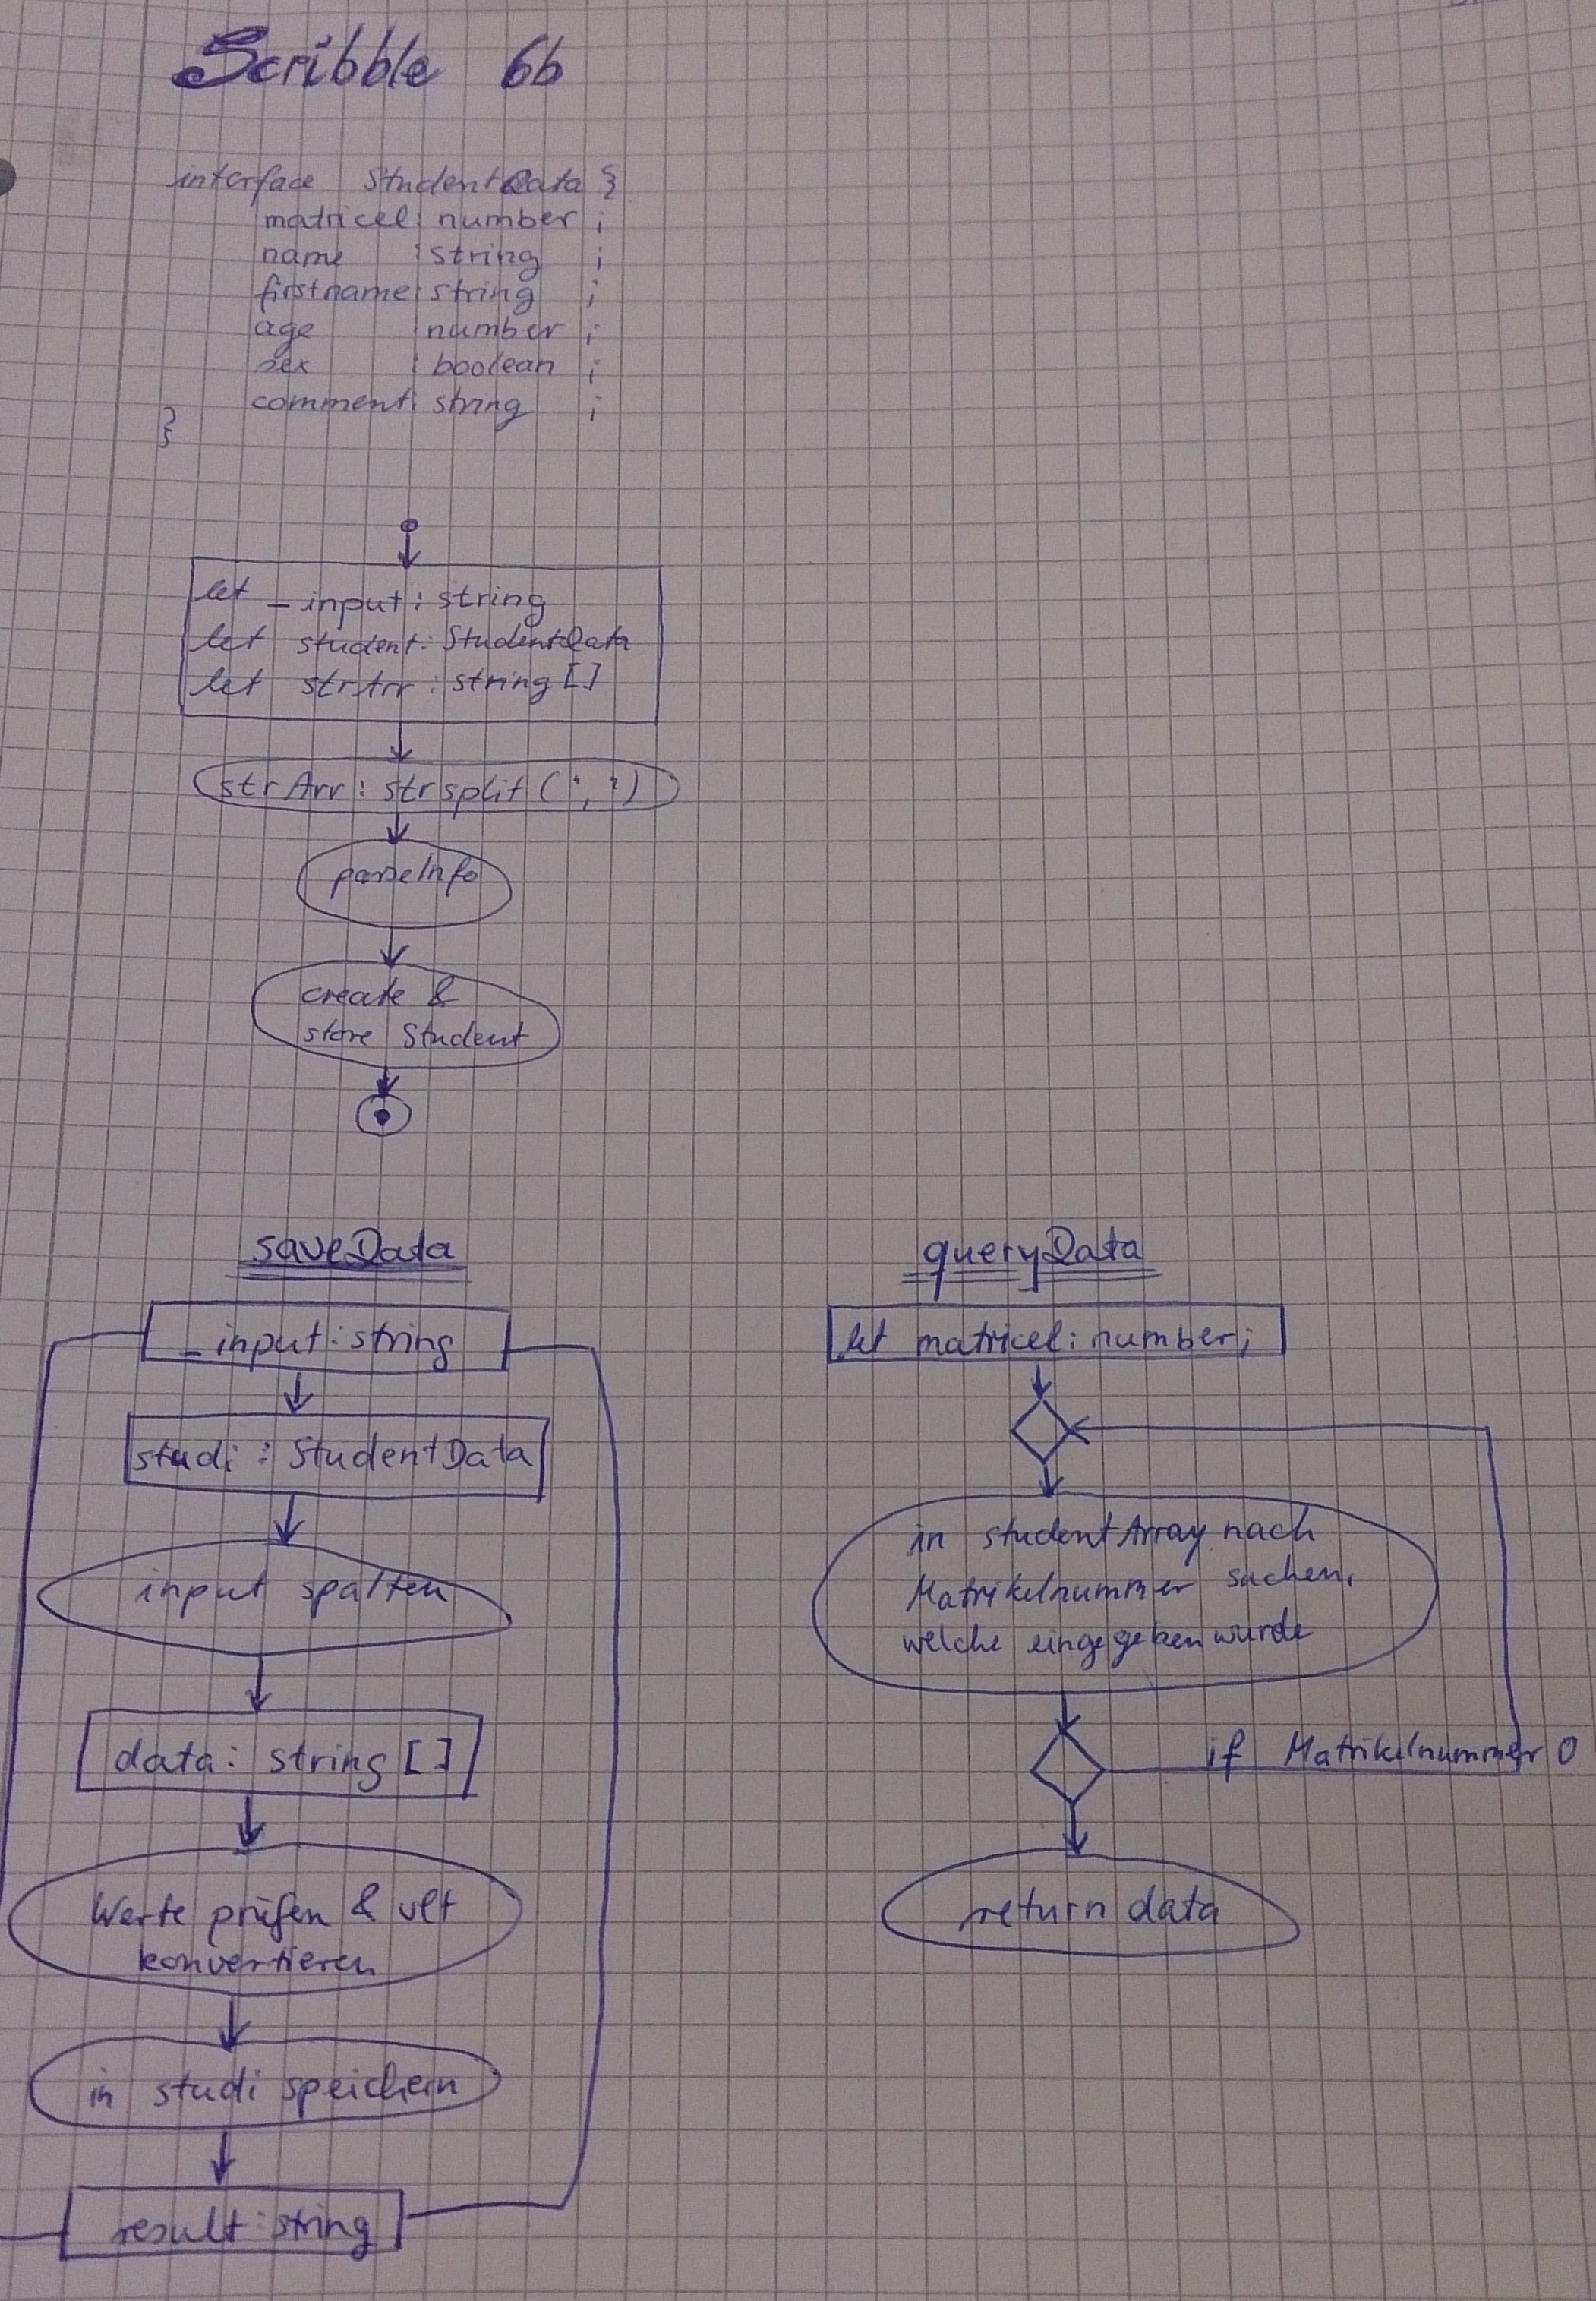 Scribble 6b
interface StudentData {
matricel: number ;
name : string ;
firstname: string ;
age : number ;
sex : boolean ;
comment: string ;
}
let _input: string
let student: StudentData
let strArr : string []
strArr : strsplit (',')
parseInfo
create &
store Student
saveData
_input: string
studi : StudentData
input spalten
data: string []
Werte prüfen & vlt
konvertieren
in studi speichern
result: string
queryData
let matricel: number;
in studentArray nach
Matrikelnummer suchen,
welche eingegeben wurde
if Matrikelnummer 0
return data